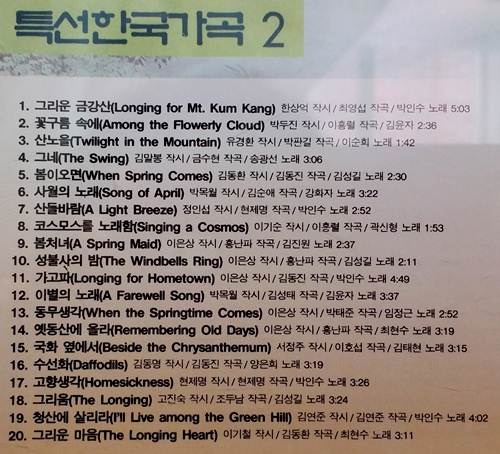 특선한국가곡 2
1. 그리운 금강산(Longing for Mt. Kum Kang) 한상억 작시/최영섭 작곡/박인수 노래 5:03
2. 꽃구름 속에(Among the Flowerly Cloud) 박두진 작시/이흥렬 작곡/김윤자 2:36
3. 산노을(Twilight in the Mountain) 유경환 작시/박판길 작곡/이순희 노래 1:42
4. 그네(The Swing) 김말봉 작시/금수현 작곡/송광선 노래 3:06
5. 봄이오면(When Spring Comes) 김동환 작시/김동진 작곡/김성길 노래 2:30
6. 사월의 노래(Song of April) 박목월 작시/김순애 작곡/강화자 노래 3:22
7. 산들바람(A Light Breeze) 정인섭 작시/현제명 작곡/박인수 노래 2:52
8. 코스모스를 노래함(Singing a Cosmos) 이기순 작시/이흥렬 작곡/곽신형 노래 1:53
9. 봄처녀(A Spring Maid) 이은상 작시/홍난파 작곡/김진원 노래 2:37
10. 성불사의 밤(The Windbells Ring) 이은상 작시/홍난파 작곡/김성길 노래 2:11
11. 가고파(Longing for Hometown) 이은상 작시/김동진 작곡/박인수 노래 4:49
12. 이별의 노래(A Farewell Song) 박목월 작시/김성태 작곡/김윤자 노래 3:37
13. 동무생각(When the Springtime Comes) 이은상 작시/박태준 작곡/임정근 노래 2:52
14. 옛동산에 올라(Remembering Old Days) 이은상 작시/홍난파 작곡/최현수 노래 3:19
15. 국화 옆에서(Beside the Chrysanthemum) 서정주 작시/이호섭 작곡/김태현 노래 3:15
16. 수선화(Daffodils) 김동명 작시/김동진 작곡/양은희 노래 3:19
17. 고향생각(Homesickness) 현제명 작시/현제명 작곡/박인수 노래 3:26
18. 그리움(The Longing) 고진숙 작시/조두남 작곡/김성길 노래 3:24
19. 청산에 살리라(I'll Live among the Green Hill) 김연준 작시/김연준 작곡/박인수 노래 4:02
20. 그리운 마음(The Longing Heart) 이기철 작시/김동환 작곡/최현수 노래 3:11